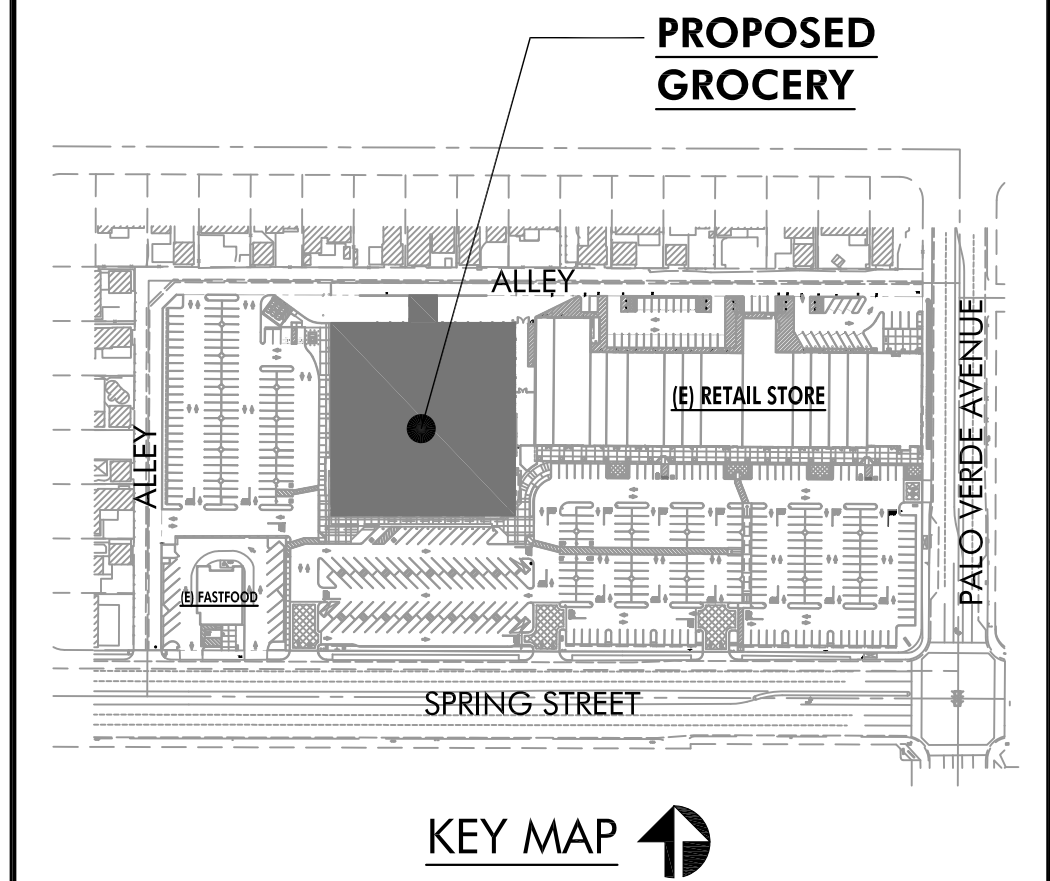 PROPOSED
GROCERY
ALLEY
(E) RETAIL STORE
PALO VERDE AVENUE
ALLEY
(E) FASTFOOD
SPRING STREET
KEY MAP